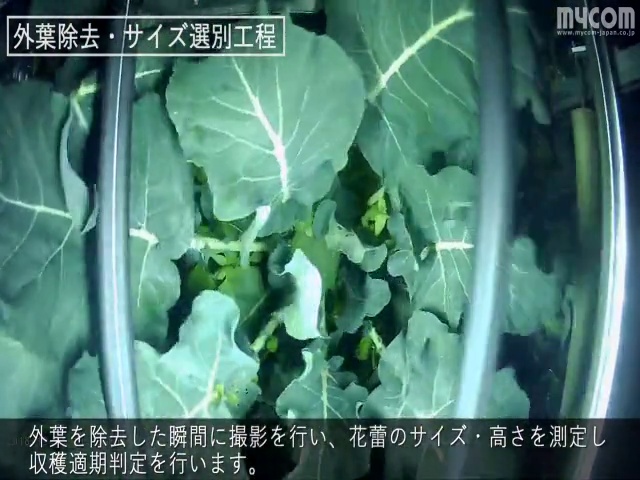 外葉除去・サイズ選別工程
mycom
www.mycom-japan.co.jp
外葉を除去した瞬間に撮影を行い、花蕾のサイズ・高さを測定し
収穫適期判定を行います。